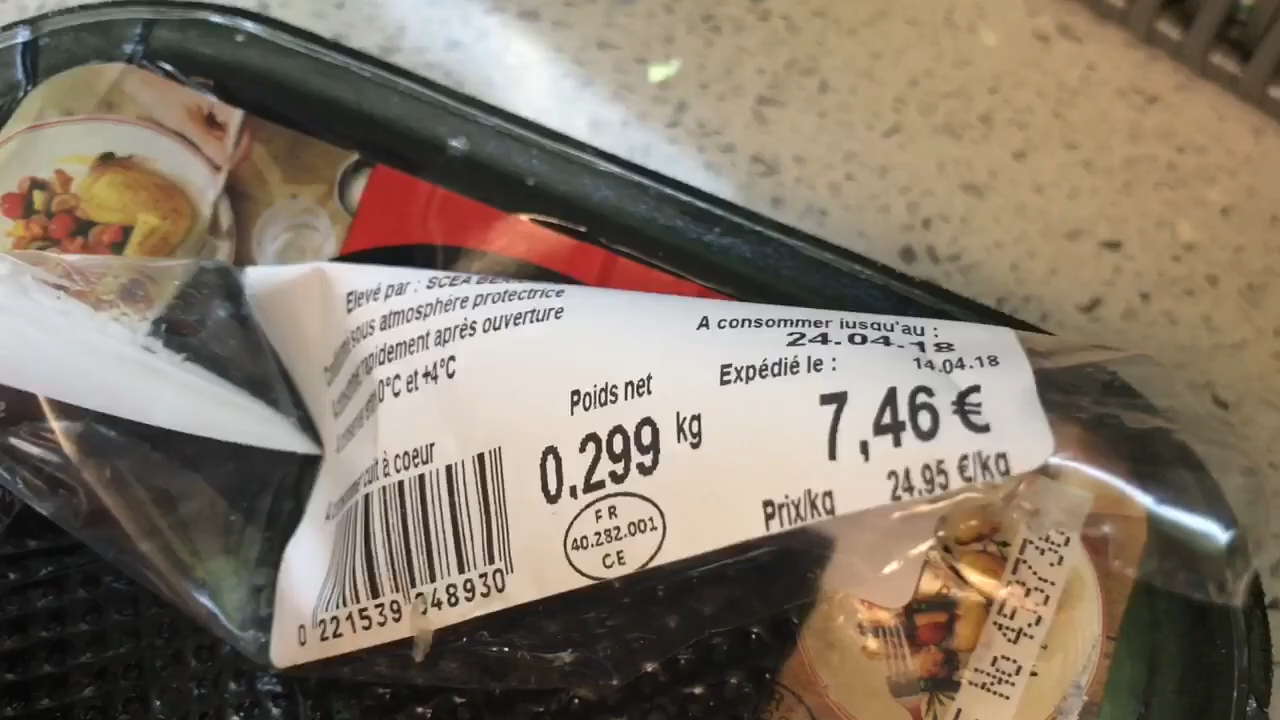 Elevé par : SCEA
sous atmosphère protectrice
rapidement après ouverture
0°C et +4°C
cuit à coeur
0 221539 048930
Poids net
0.299 kg
FR
40.282.001
CE
A consommer jusqu'au :
24.04.18
Expédié le :
14.04.18
7,46 €
Prix/kg
24.95 €/kg